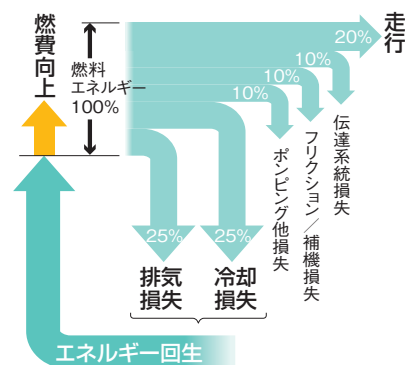 燃費向上
燃料
エネルギー
100%
走行
20%
10%
10%
10%
伝達系統損失
フリクション／補機損失
ポンピング他損失
25%
25%
排気
損失
冷却
損失
エネルギー回生